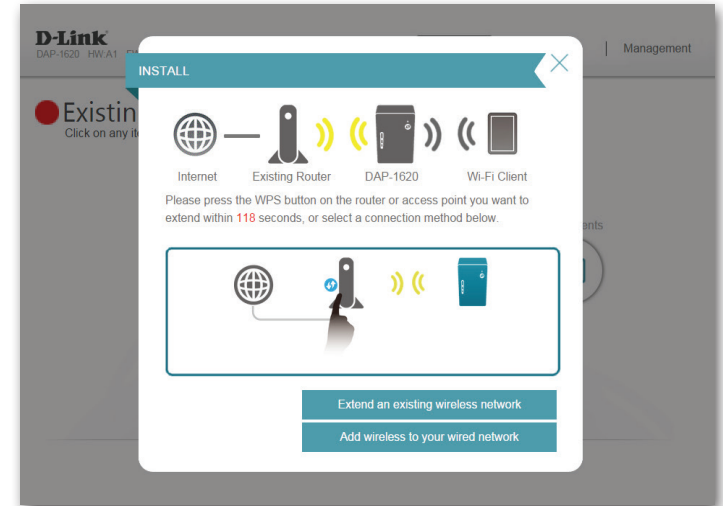 D-Link
DAP-1620 HW:A1
Management
INSTALL
Existin
Click on any
Internet
Existing Router
DAP-1620
Wi-Fi Client
Please press the WPS button on the router or access point you want to
extend within 118 seconds, or select a connection method below.
Extend an existing wireless network
Add wireless to your wired network